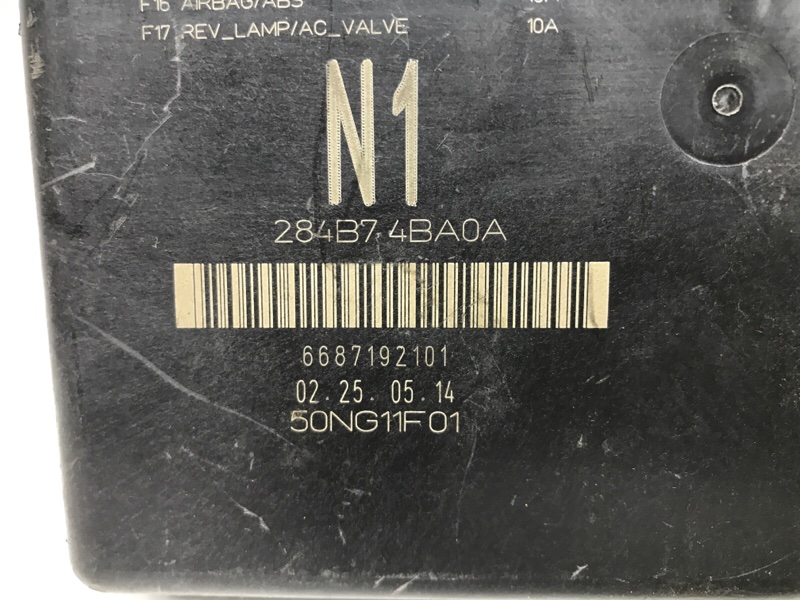 F16 AIRBAG/ABS
F17 REV_LAMP/AC_VALVE 10A
N1
284B7 4BA0A
6687192101
02.25.05.14
50NG11F01